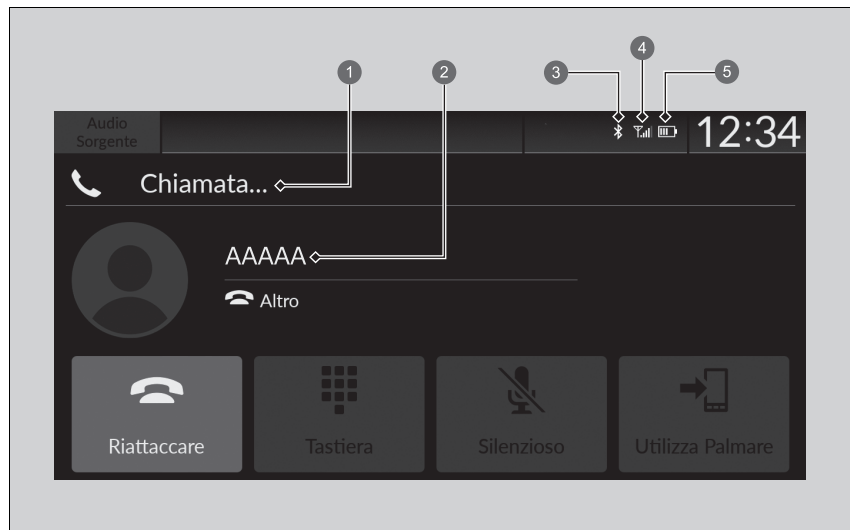 1
2
3
4
5
Audio
Sorgente
12:34
Chiamata...
AAAAA
Altro
Riattaccare
Tastiera
Silenzioso
Utilizza Palmare